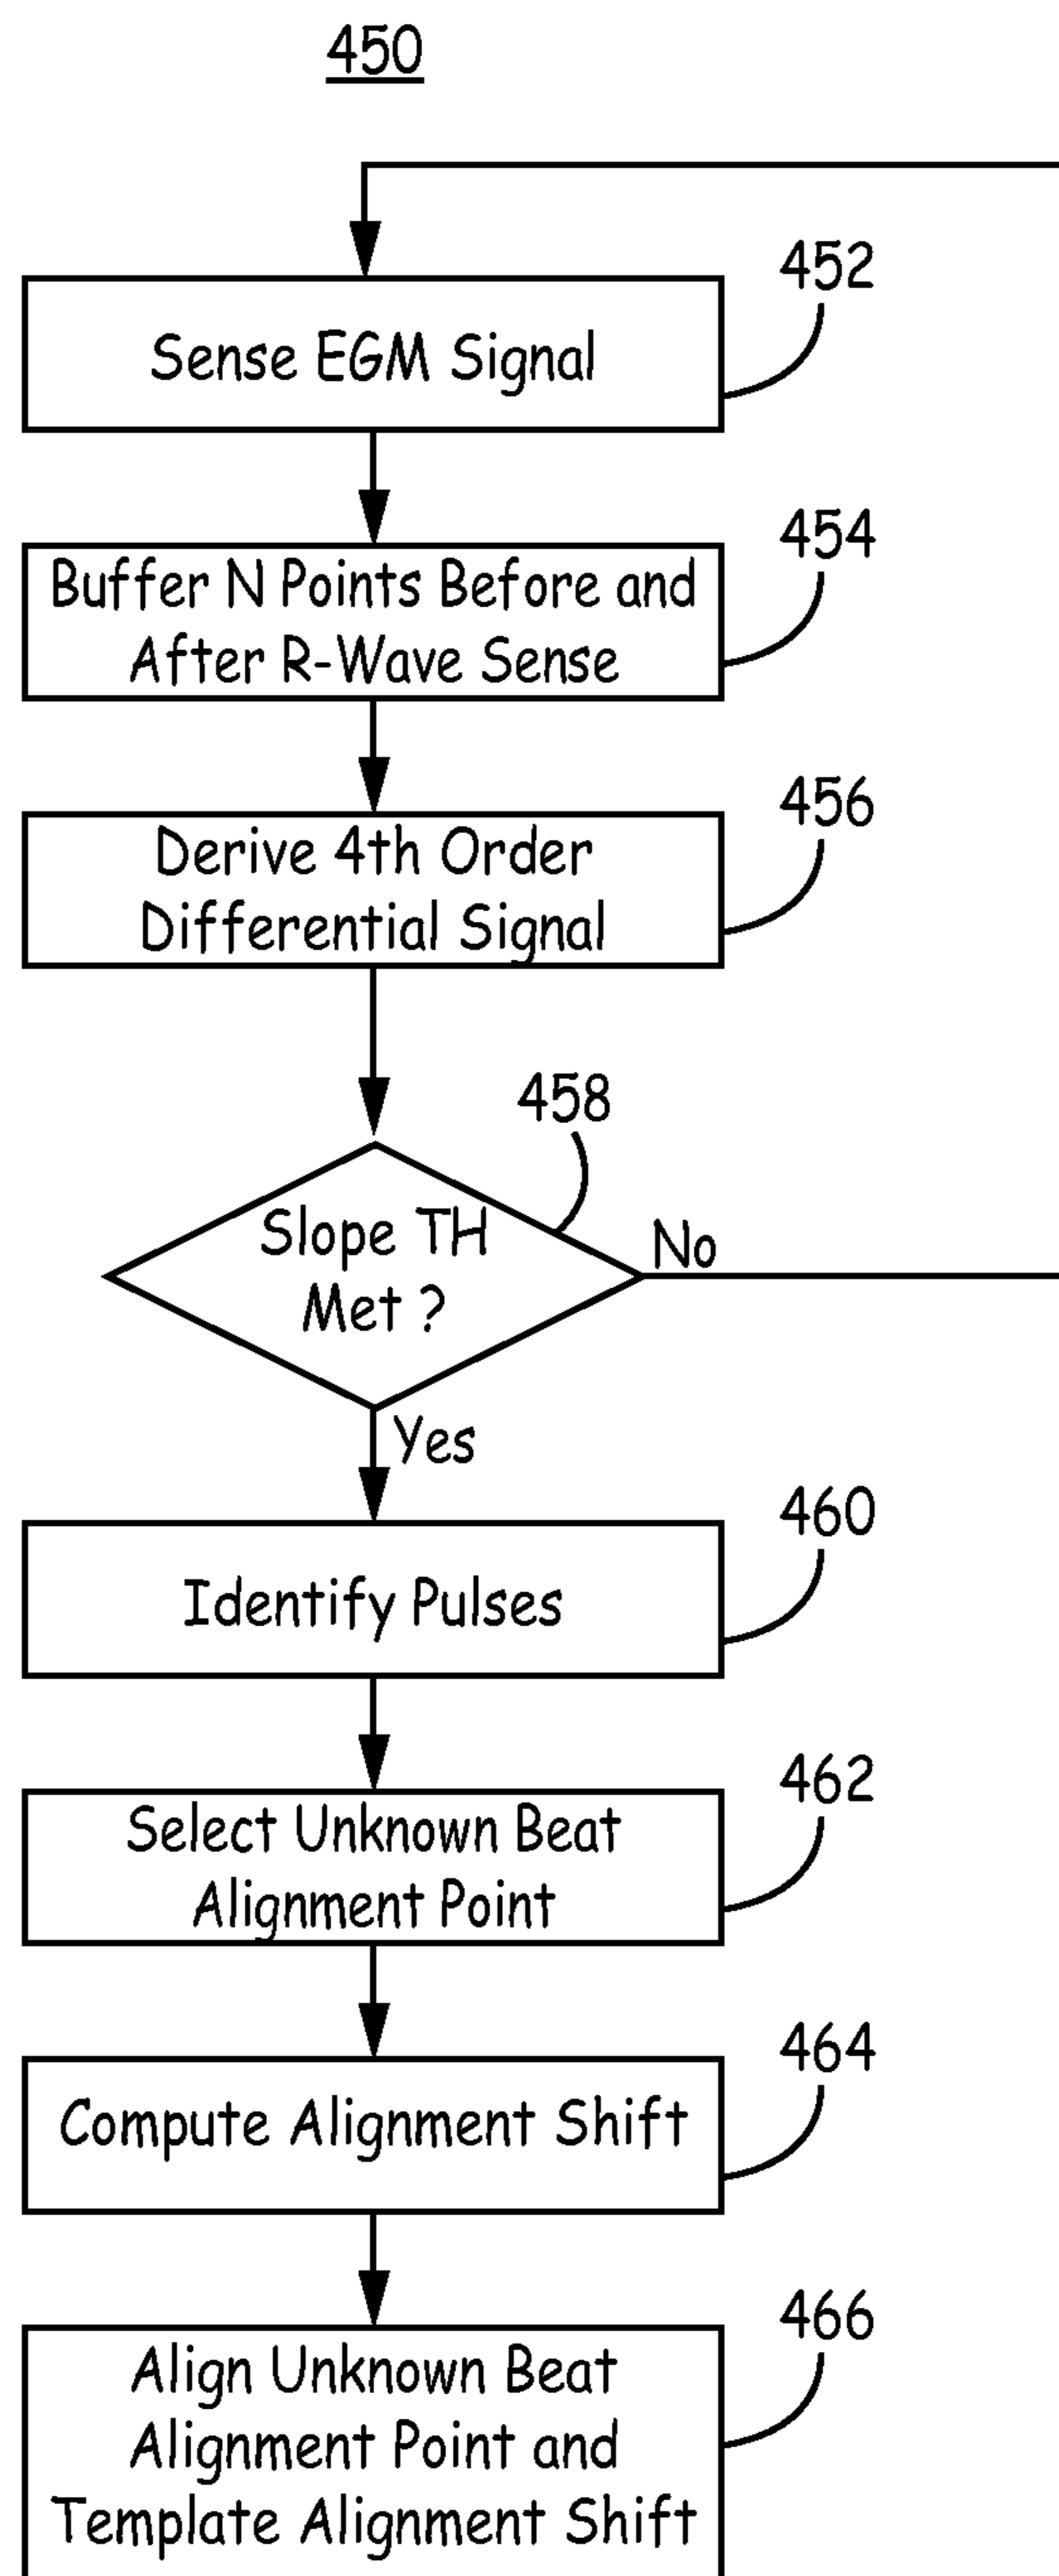 450
452
Sense EGM Signal
454
Buffer N Points Before and
After R-Wave Sense
456
Derive 4th Order
Differential Signal
458
Slope TH
Met ?
No
Yes
460
Identify Pulses
462
Select Unknown Beat
Alignment Point
464
Compute Alignment Shift
466
Align Unknown Beat
Alignment Point and
Template Alignment Shift